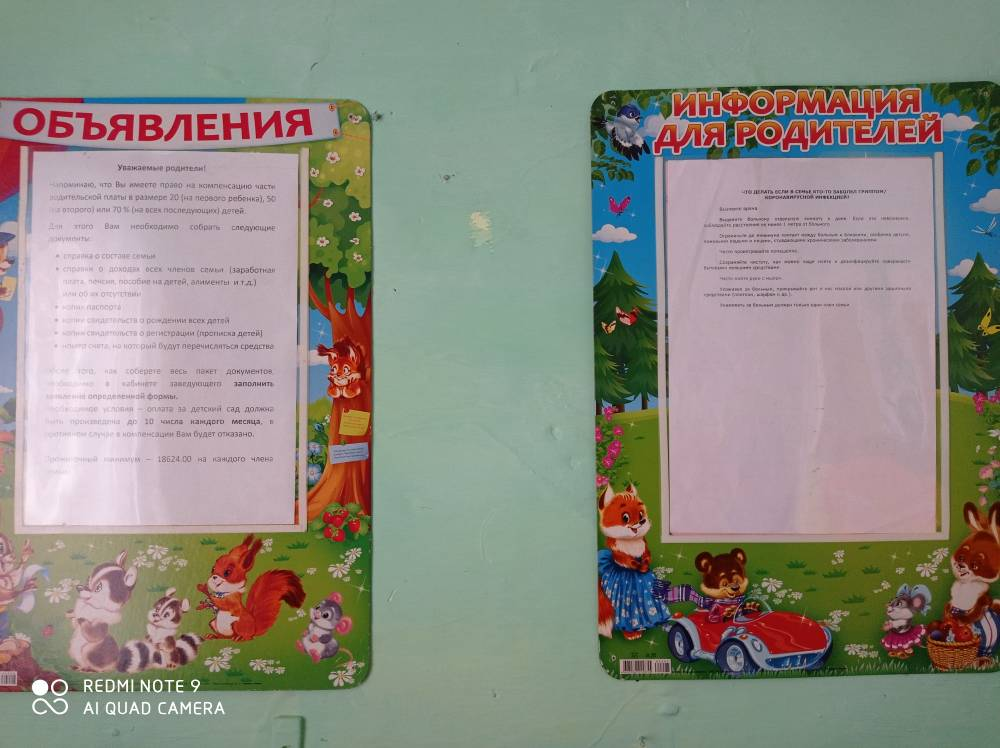 ОБЪЯВЛЕНИЯ
Уважаемые родители!
Напоминаю, что Вы имеете право на компенсацию части
родительской платы в размере 20 (на первого ребенка), 50
(на второго) или 70 % (на всех последующих) детей.
Для этого Вам необходимо собрать следующие
документы:
• справка о составе семьи
• справки о доходах всех членов семьи (заработная
плата, пенсия, пособие на детей, алименты и т.д.)
или об их отсутствии
• копии паспорта
• копии свидетельств о рождении всех детей
• копии свидетельств о регистрации (прописка детей)
• номер счета, на который будут перечисляться средства
После того, как соберете весь пакет документов,
необходимо в кабинете заведующего заполнить
заявление определенной формы.
Необходимое условия – оплата за детский сад должна
быть произведена до 10 числа каждого месяца, в
противном случае в компенсации Вам будет отказано.
Прожиточный минимум – 18624.00 на каждого члена
ИНФОРМАЦИЯ
ДЛЯ РОДИТЕЛЕЙ
ЧТО ДЕЛАТЬ ЕСЛИ В СЕМЬЕ КТО-ТО ЗАБОЛЕЛ ГРИППОМ/
КОРОНАВИРУСНОЙ ИНФЕКЦИЕЙ?
Вызовите врача
Выделите больному отдельную комнату в доме. Если это невозможно,
соблюдайте расстояние не менее 1 метра от больного
Ограничьте до минимума контакт между больным и близкими, особенно детьми,
пожилыми людьми и лицами, страдающими хроническими заболеваниями
Часто проветривайте помещение.
Сохраняйте чистоту, как можно чаще мойте и дезинфицируйте поверхности
бытовыми моющими средствами.
Часто мойте руки с мылом.
Ухаживая за больным, прикрывайте рот и нос маской или другими защитными
средствами (платком, шарфом и др.).
Ухаживать за больным должен только один член семьи
REDMI NOTE 9
AI QUAD CAMERA